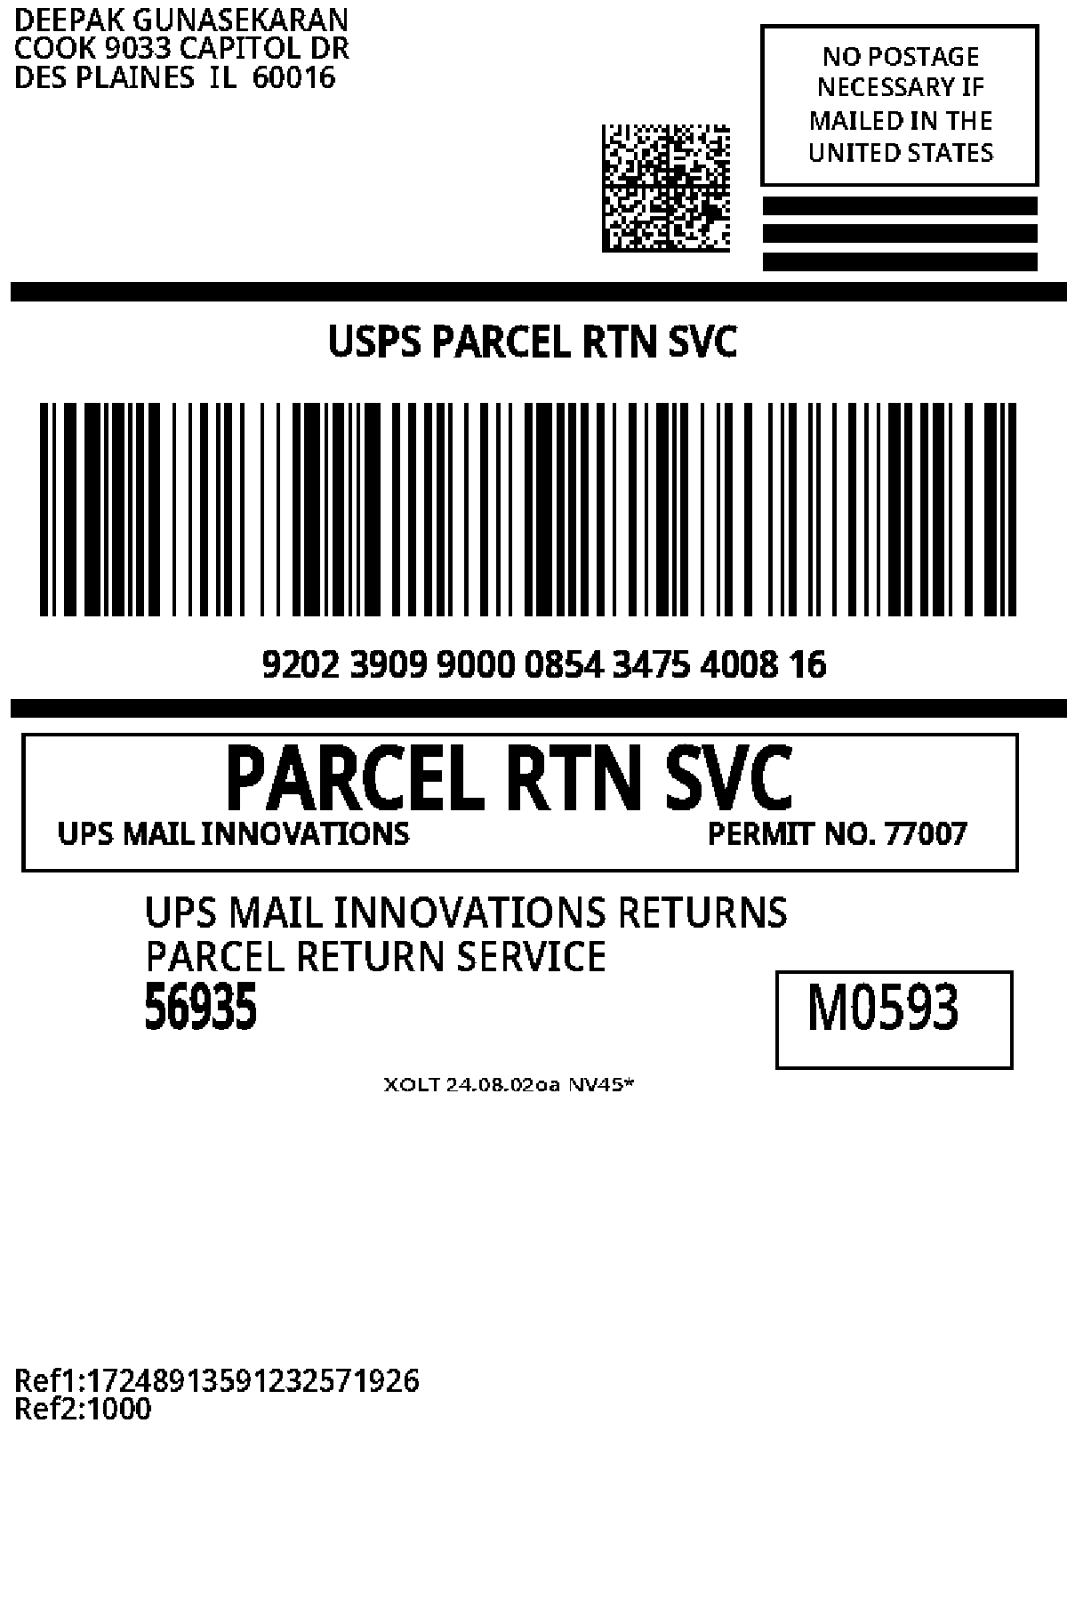 DEEPAK GUNASEKARAN
COOK 9033 CAPITOL DR
DES PLAINES IL 60016
NO POSTAGE
NECESSARY IF
MAILED IN THE
UNITED STATES
USPS PARCEL RTN SVC
9202 3909 9000 0854 3475 4008 16
PARCEL RTN SVC
UPS MAIL INNOVATIONS PERMIT NO. 77007
UPS MAIL INNOVATIONS RETURNS
PARCEL RETURN SERVICE
56935
M0593
XOLT 24.08.02oa NV45*
Ref1:17248913591232571926
Ref2:1000